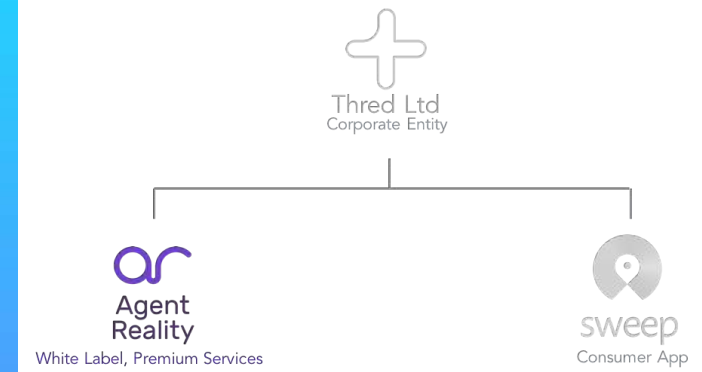 Thred Ltd
Corporate Entity
ar
Agent
Reality
White Label, Premium Services
sweep
Consumer App